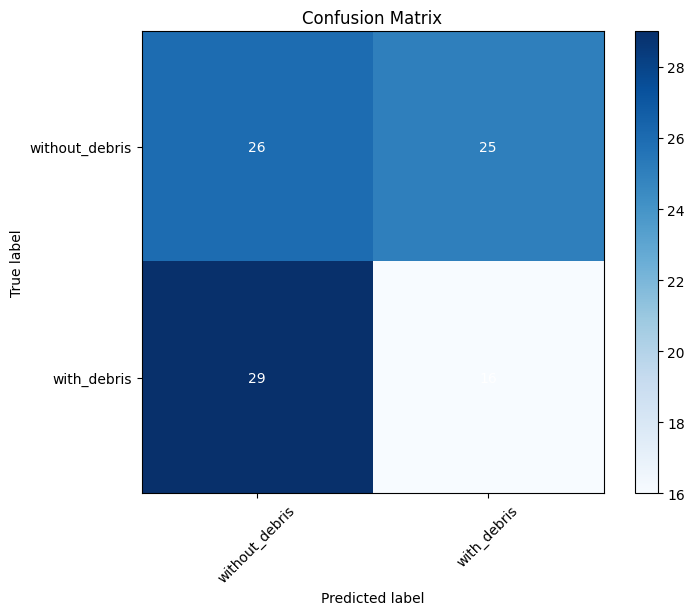 Confusion Matrix
without_debris 26 25
with_debris 29 16
without_debris with_debris
True label
Predicted label
28
26
24
22
20
18
16